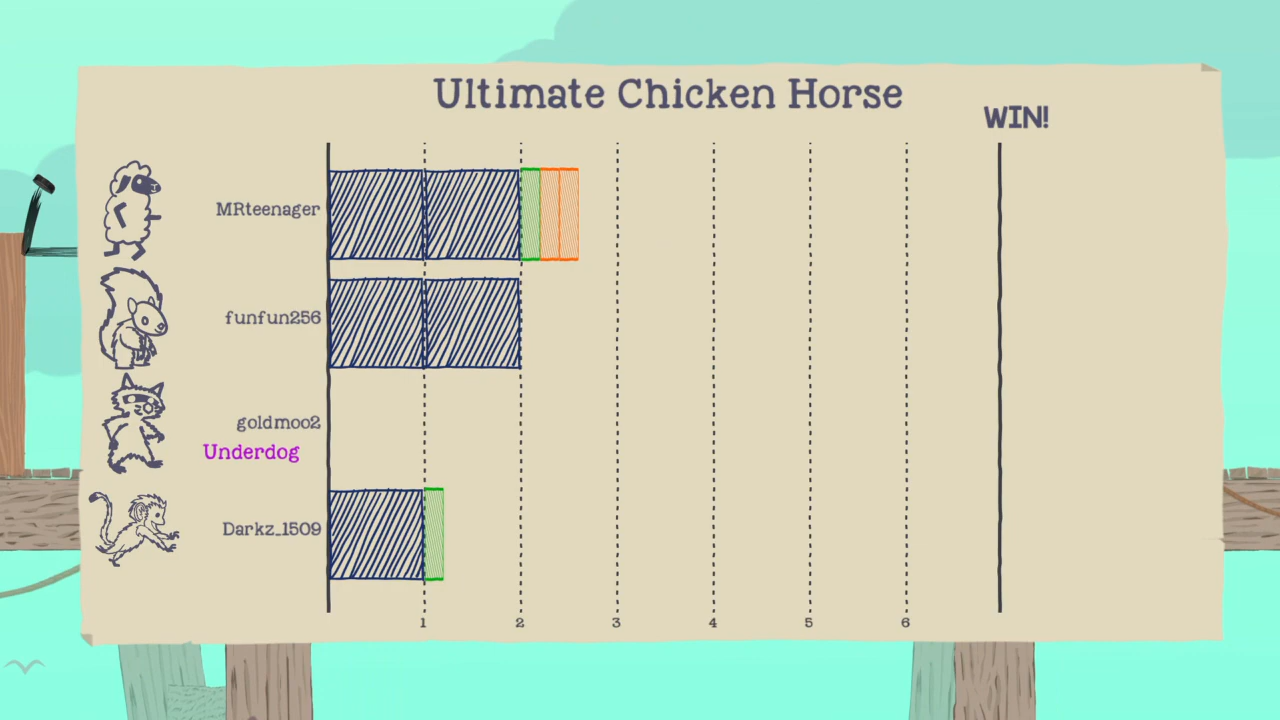 Ultimate Chicken Horse
WIN!
MRteenager
funfun256
goldmoo2
Underdog
Darkz_1509
1 2 3 4 5 6